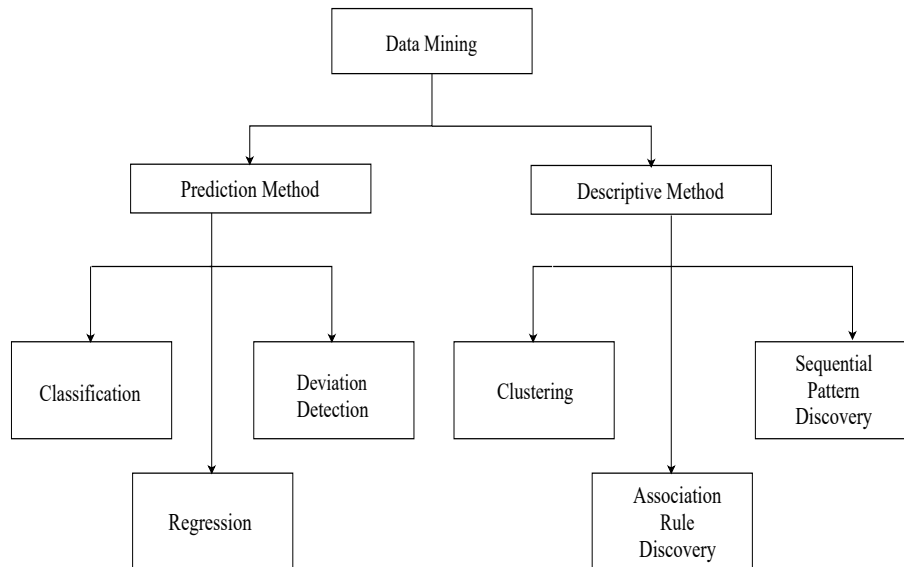 Data Mining
Prediction Method
Descriptive Method
Classification
Deviation
Detection
Clustering
Sequential
Pattern
Discovery
Regression
Association
Rule
Discovery